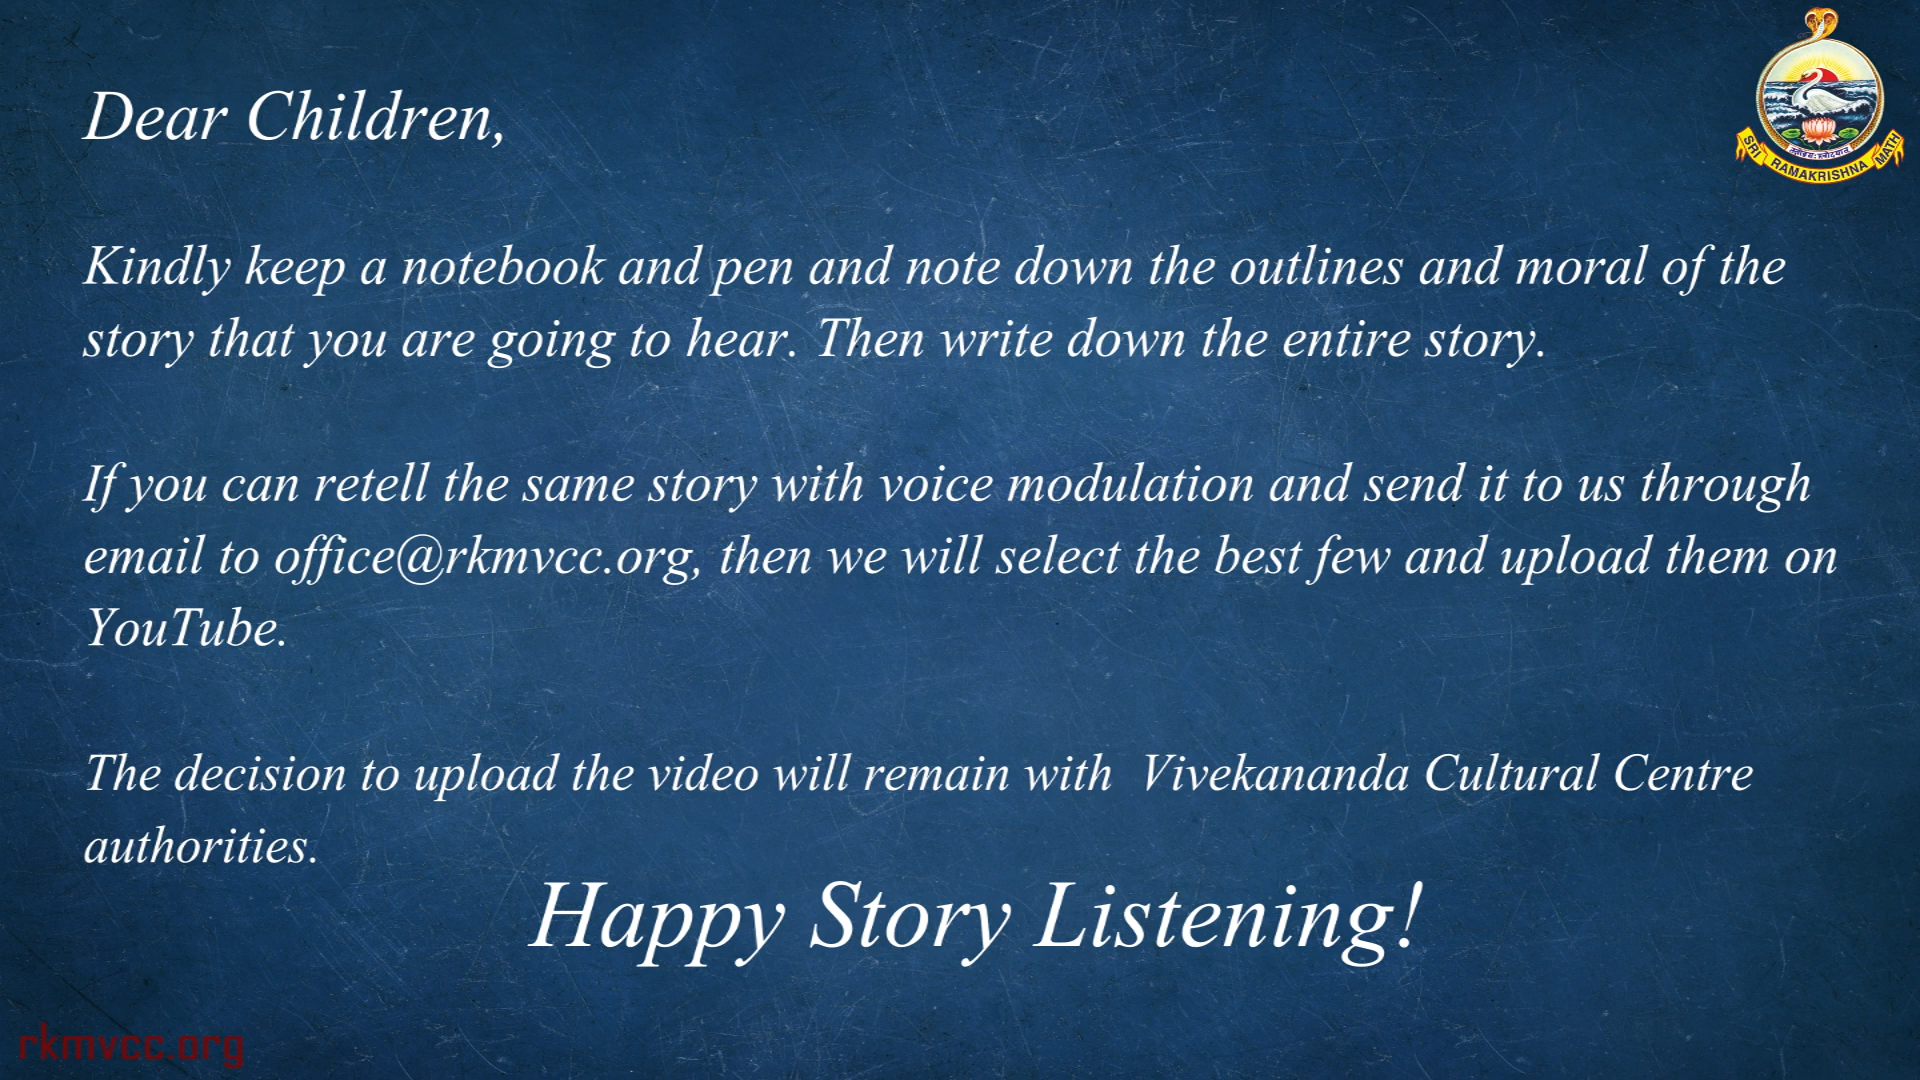 Dear Children,
Kindly keep a notebook and pen and note down the outlines and moral of the
story that you are going to hear. Then write down the entire story.
If you can retell the same story with voice modulation and send it to us through
email to office@rkmvcc.org, then we will select the best few and upload them on
YouTube.
The decision to upload the video will remain with Vivekananda Cultural Centre
authorities.
Happy Story Listening!
SRI RAMAKRISHNA MATH
rkmvcc.org